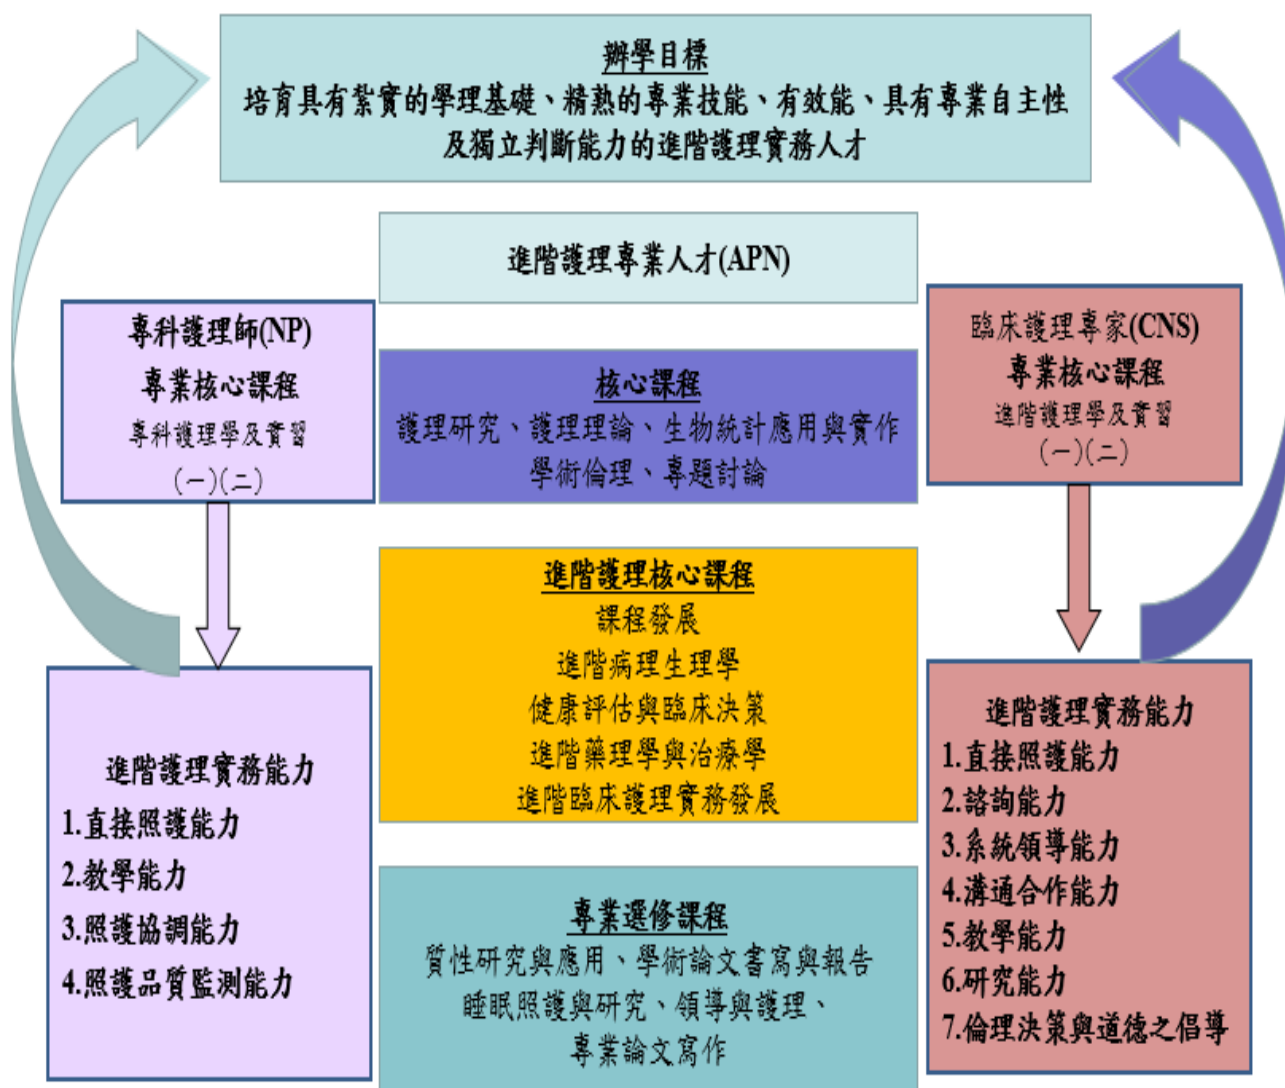 辦學目標
培育具有紮實的學理基礎、精熟的專業技能、有效能、具有專業自主性
及獨立判斷能力的進階護理實務人才
進階護理專業人才(APN)
專科護理師(NP)
專業核心課程
專科護理學及實習
(一)(二)
核心課程
護理研究、護理理論、生物統計應用與實作
學術倫理、專題討論
臨床護理專家(CNS)
專業核心課程
進階護理學及實習
(一)(二)
進階護理核心課程
課程發展
進階病理生理學
健康評估與臨床決策
進階藥理學與治療學
進階臨床護理實務發展
進階護理實務能力
1.直接照護能力
2.教學能力
3.照護協調能力
4.照護品質監測能力
專業選修課程
質性研究與應用、學術論文書寫與報告
睡眠照護與研究、領導與護理、
專業論文寫作
進階護理實務能力
1.直接照護能力
2.諮詢能力
3.系統領導能力
4.溝通合作能力
5.教學能力
6.研究能力
7.倫理決策與道德之倡導